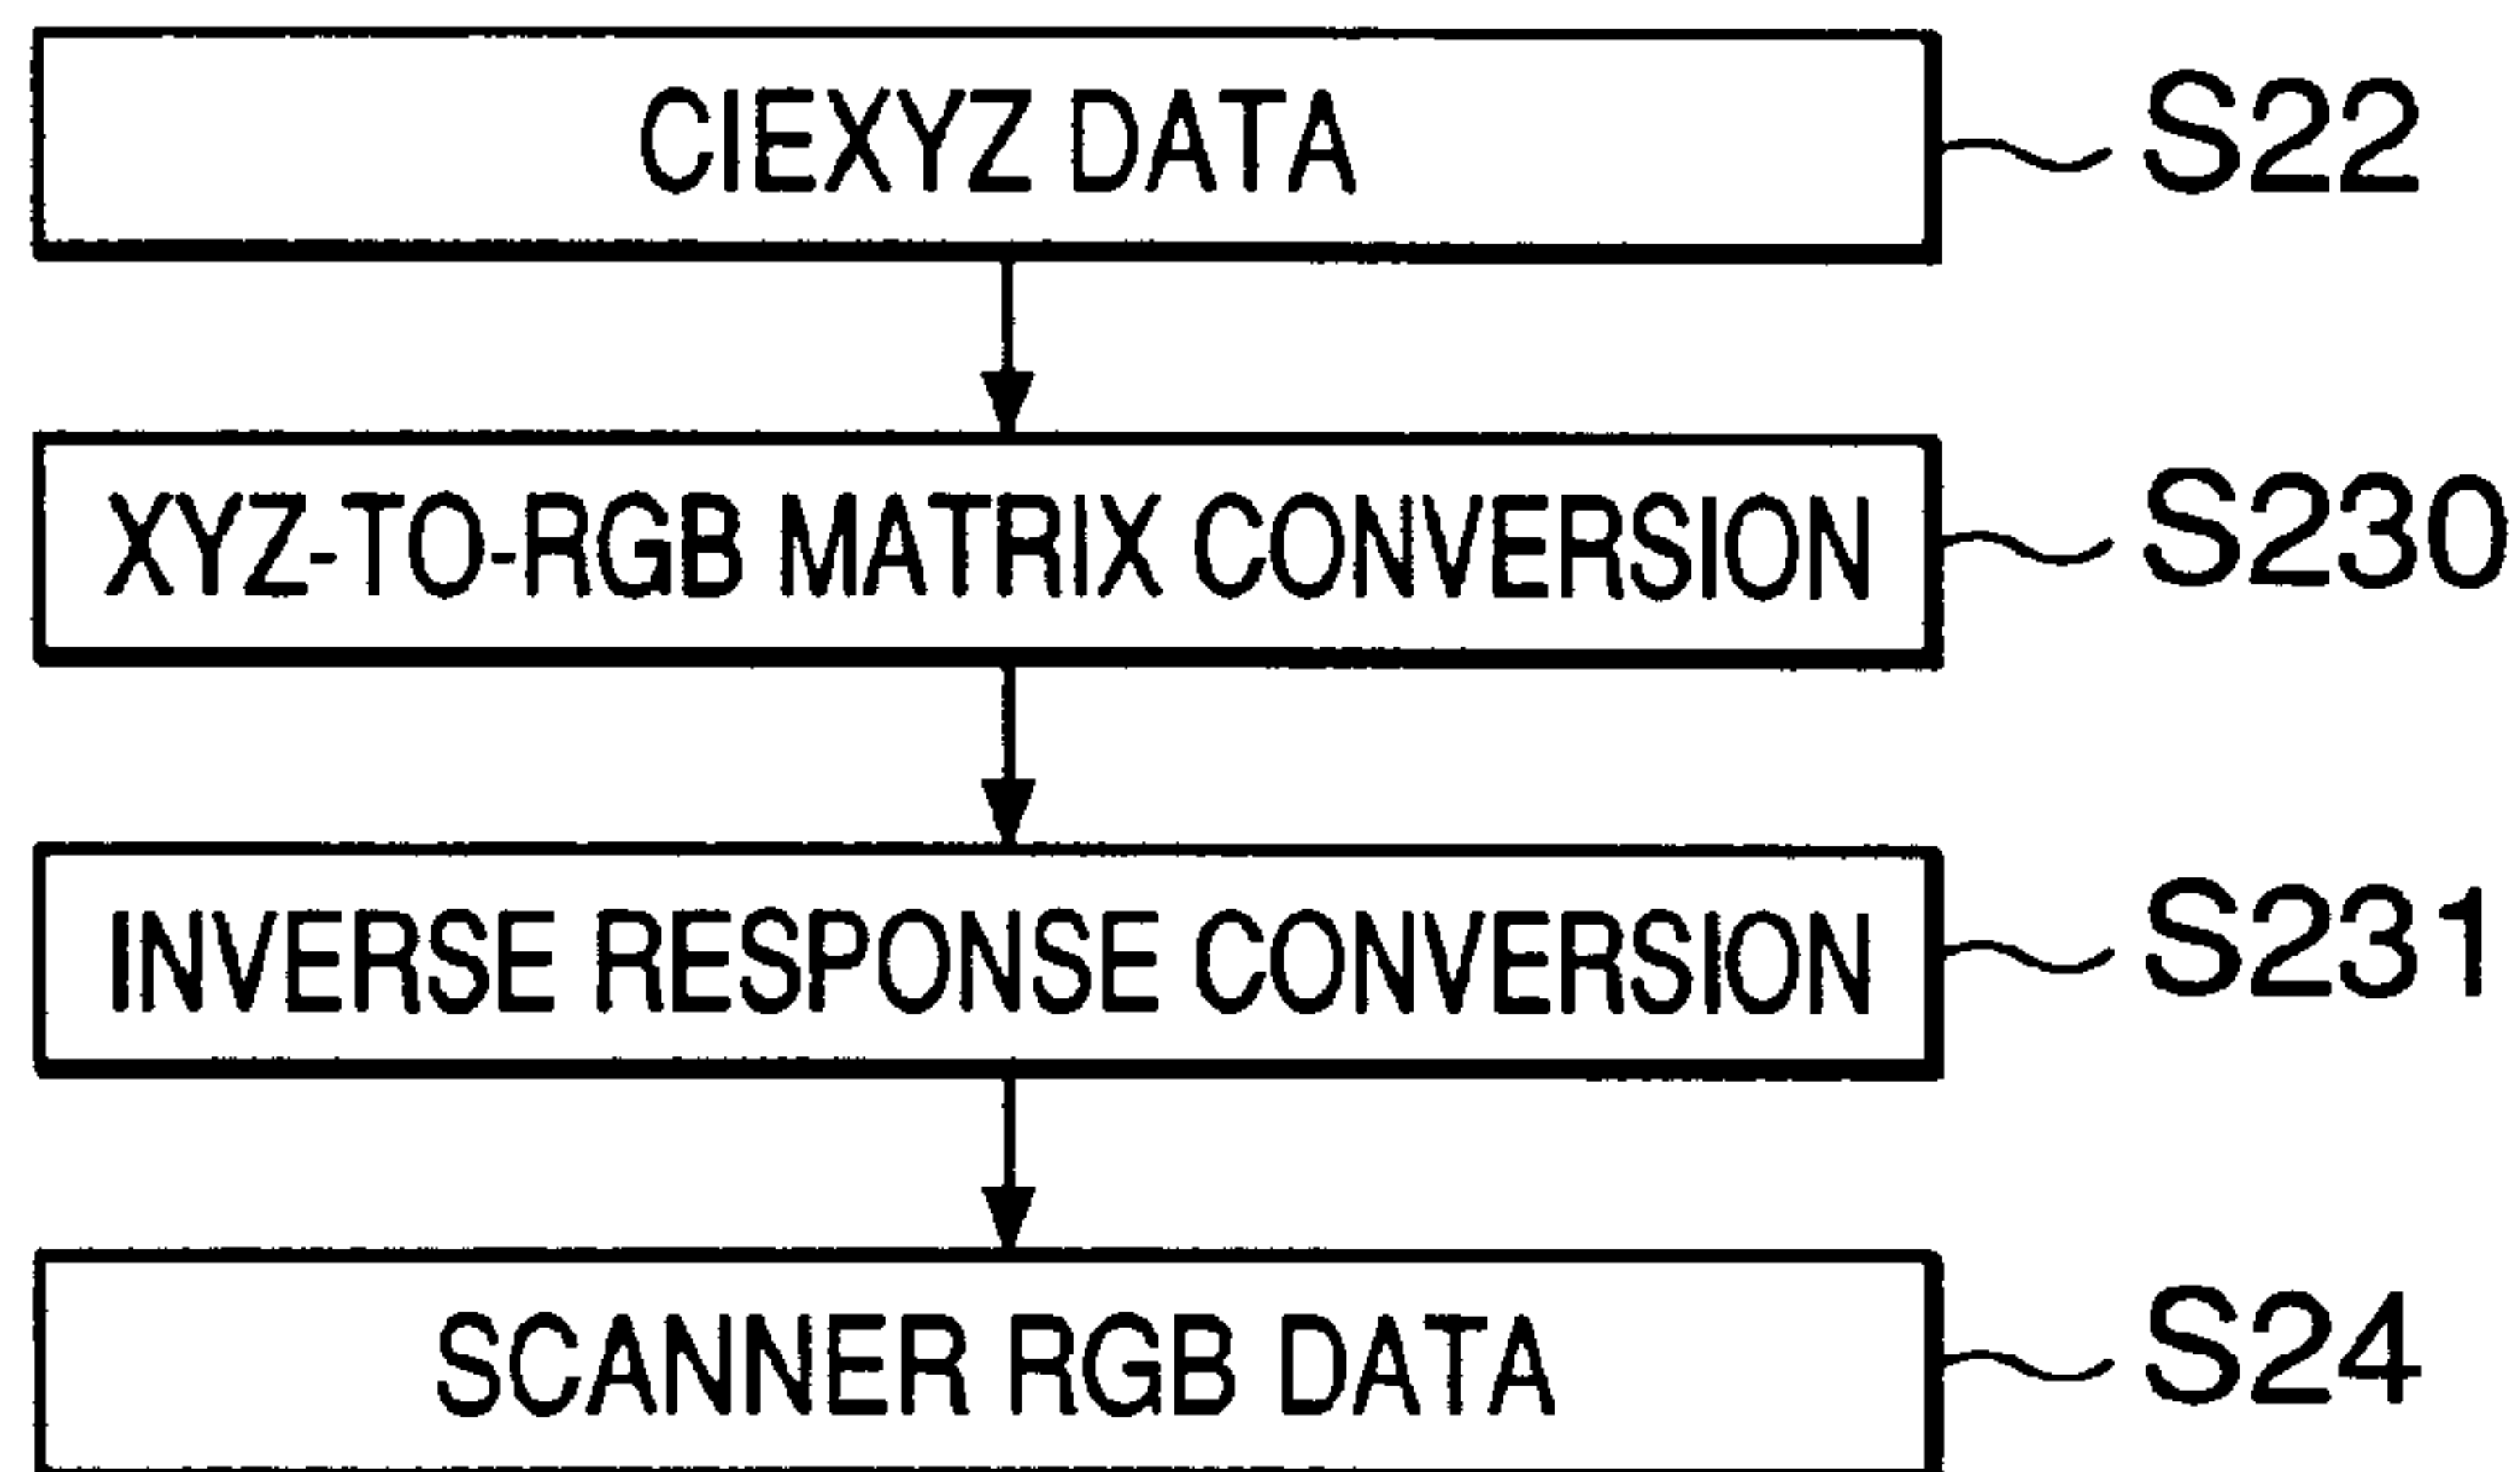 CIEXYZ DATA S22
XYZ-TO-RGB MATRIX CONVERSION S230
INVERSE RESPONSE CONVERSION S231
SCANNER RGB DATA S24